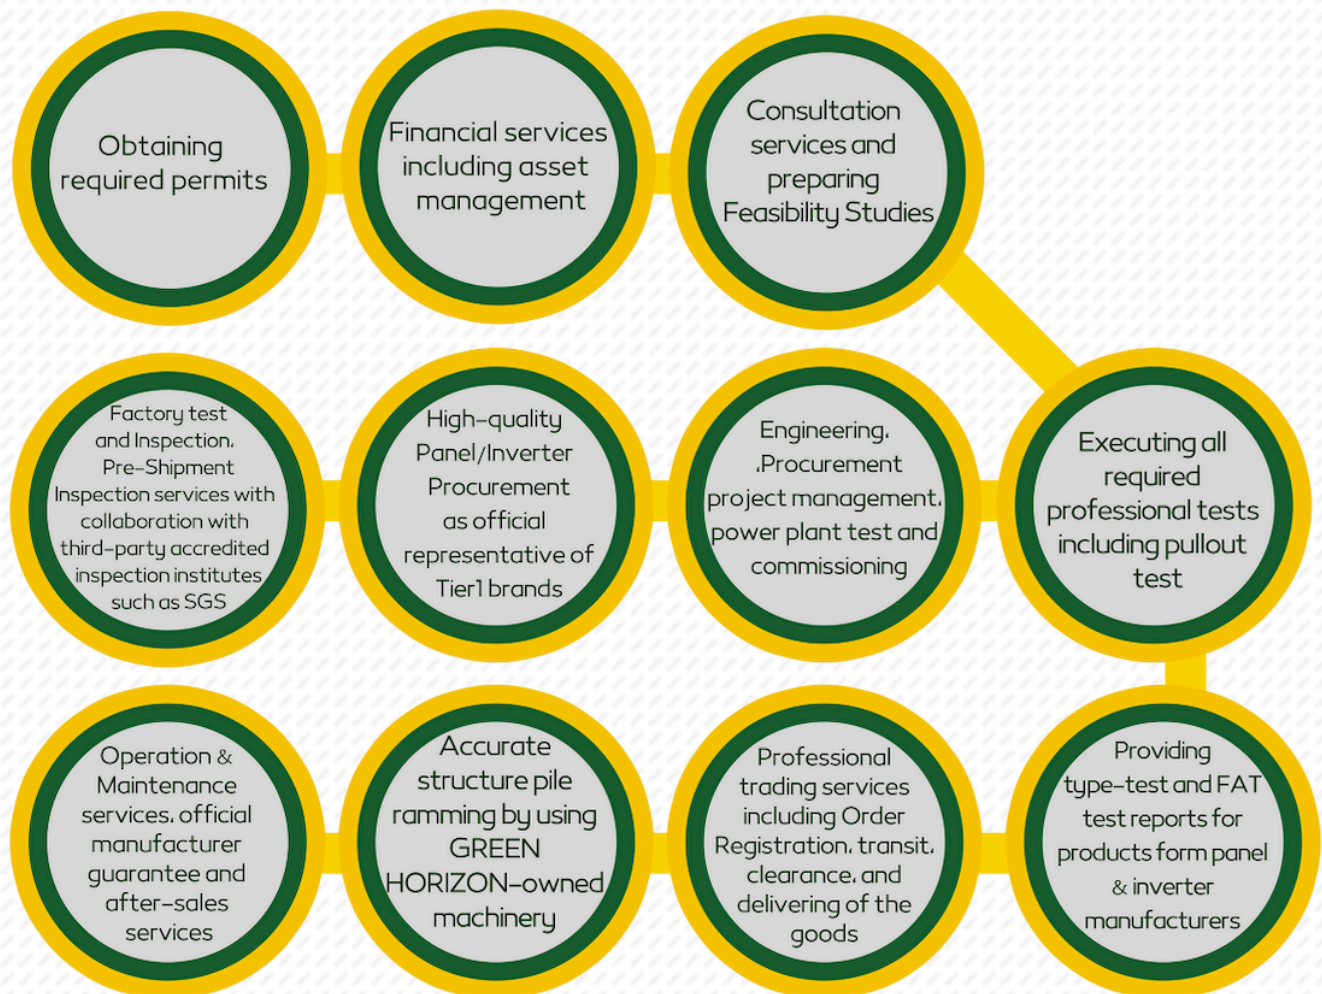 Obtaining
required permits
Financial services
including asset
management
Consultation
services and
preparing
Feasibility Studies
Factory test
and Inspection.
Pre-Shipment
Inspection services with
collaboration with
third-party accredited
inspection institutes
such as SGS
High-quality
Panel/Inverter
Procurement
as official
representative of
Tier1 brands
Engineering.
.Procurement
project management.
power plant test and
commissioning
Executing all
required
professional tests
including pullout
test
Operation &
Maintenance
services. official
manufacturer
guarantee and
after-sales
services
Accurate
structure pile
ramming by using
GREEN
HORIZON-owned
machinery
Professional
trading services
including Order
Registration. transit.
clearance. and
delivering of the
goods
Providing
type-test and FAT
test reports for
products form panel
& inverter
manufacturers